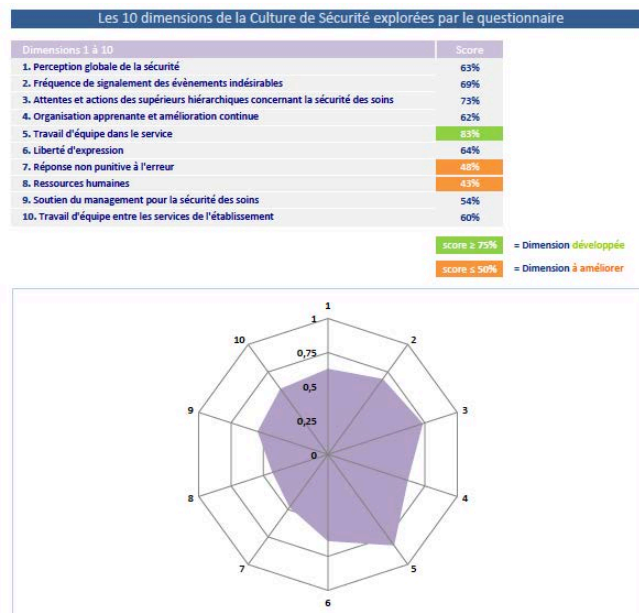 Les 10 dimensions de la Culture de Sécurité explorées par le questionnaire
Dimensions 1 à 10 Score
1. Perception globale de la sécurité 63%
2. Fréquence de signalement des évènements indésirables 69%
3. Attentes et actions des supérieurs hiérarchiques concernant la sécurité des soins 73%
4. Organisation apprenante et amélioration continue 62%
5. Travail d'équipe dans le service 83%
6. Liberté d'expression 64%
7. Réponse non punitive à l'erreur 48%
8. Ressources humaines 43%
9. Soutien du management pour la sécurité des soins 54%
10. Travail d'équipe entre les services de l'établissement 60%
score ≥ 75% = Dimension développée
score ≤ 50% = Dimension à améliorer
1
1
10 2
0,75
0,5
9 3
0,25
0
8 4
7 5
6